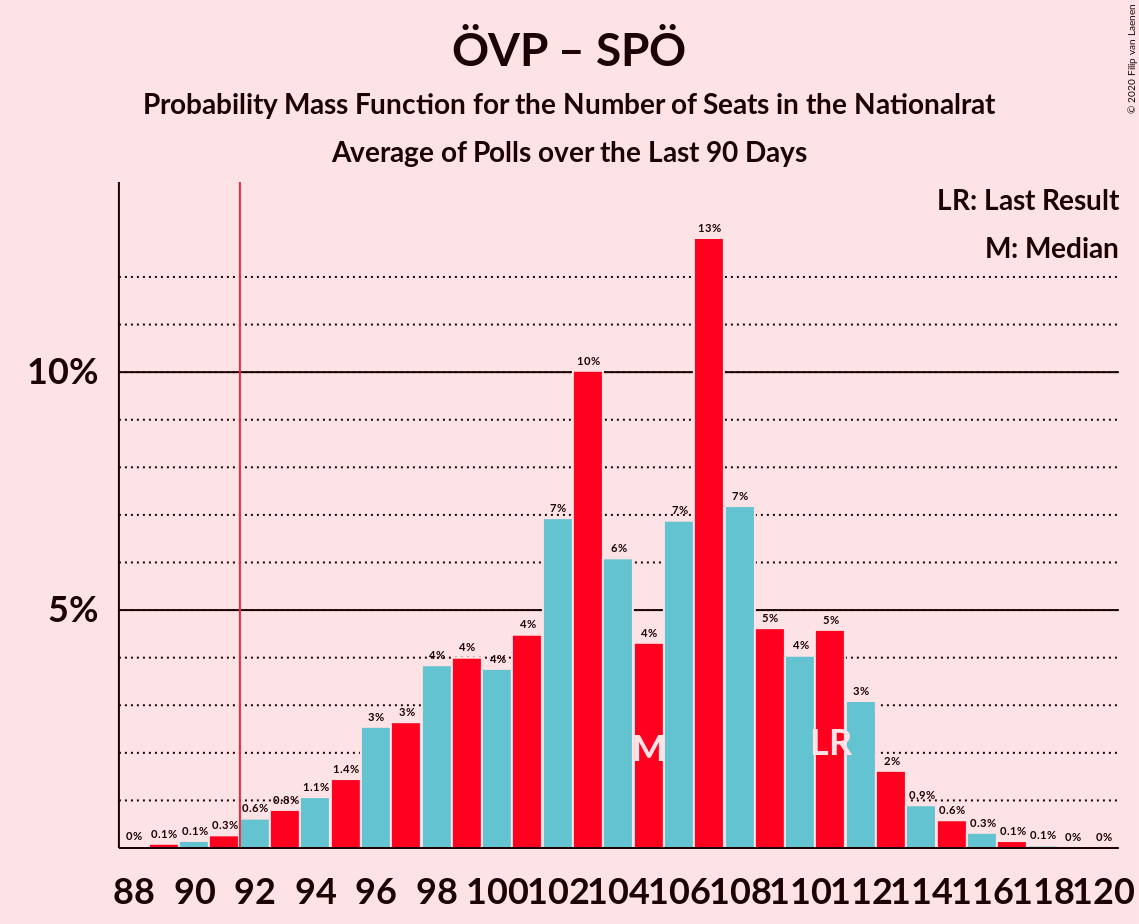 ÖVP – SPÖ
Probability Mass Function for the Number of Seats in the Nationalrat
Average of Polls over the Last 90 Days
© 2020 Filip van Laenen
LR: Last Result
M: Median
10%
5%
0% 0.1% 0.1% 0.3% 0.6% 0.8% 1.1% 1.4% 3% 3% 4% 4% 4% 4% 7% 10% 6% 4% 7% 13% 7% 5% 4% 5% 3% 2% 0.9% 0.6% 0.3% 0.1% 0.1% 0% 0%
M LR
88 90 92 94 96 98 100 102 104 106 108 110 112 114 116 118 120